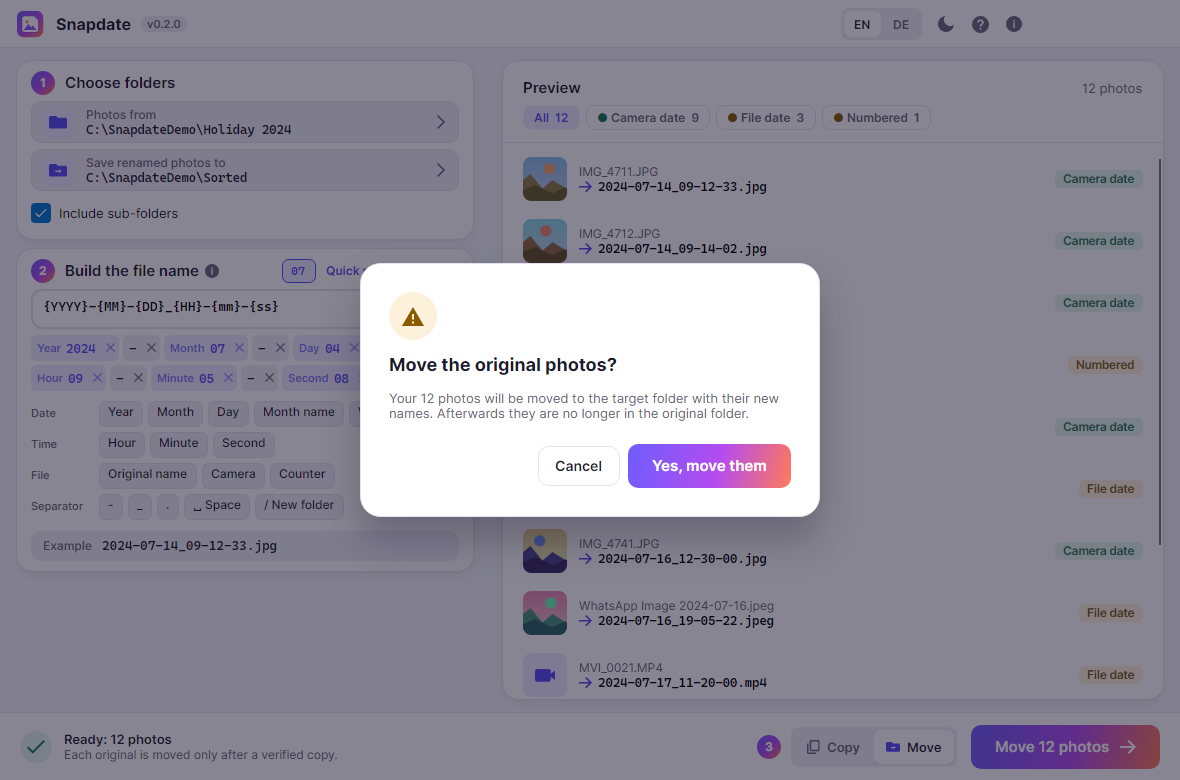 Snapdate v0.2.0
EN DE
1 Choose folders
Photos from
C:\SnapdateDemo\Holiday 2024
Save renamed photos to
C:\SnapdateDemo\Sorted
Include sub-folders
2 Build the file name
07 Quick
{YYYY}-{MM}-{DD}_{HH}-{mm}-{ss}
Year 2024 × - × Month 07 × - × Day 04 ×
Hour 09 × - × Minute 05 × - × Second 08
Date Year Month Day Month name
Time Hour Minute Second
File Original name Camera Counter
Separator - _ . ␣ Space / New folder
Example 2024-07-14_09-12-33.jpg
Preview 12 photos
All 12 Camera date 9 File date 3 Numbered 1
IMG_4711.JPG
→ 2024-07-14_09-12-33.jpg
Camera date
IMG_4712.JPG
→ 2024-07-14_09-14-02.jpg
Camera date
Camera date
Numbered
Camera date
File date
IMG_4741.JPG
→ 2024-07-16_12-30-00.jpg
Camera date
WhatsApp Image 2024-07-16.jpeg
→ 2024-07-16_19-05-22.jpeg
File date
MVI_0021.MP4
→ 2024-07-17_11-20-00.mp4
File date
Move the original photos?
Your 12 photos will be moved to the target folder with their new
names. Afterwards they are no longer in the original folder.
Cancel Yes, move them
Ready: 12 photos
Each original is moved only after a verified copy.
3 Copy Move Move 12 photos →